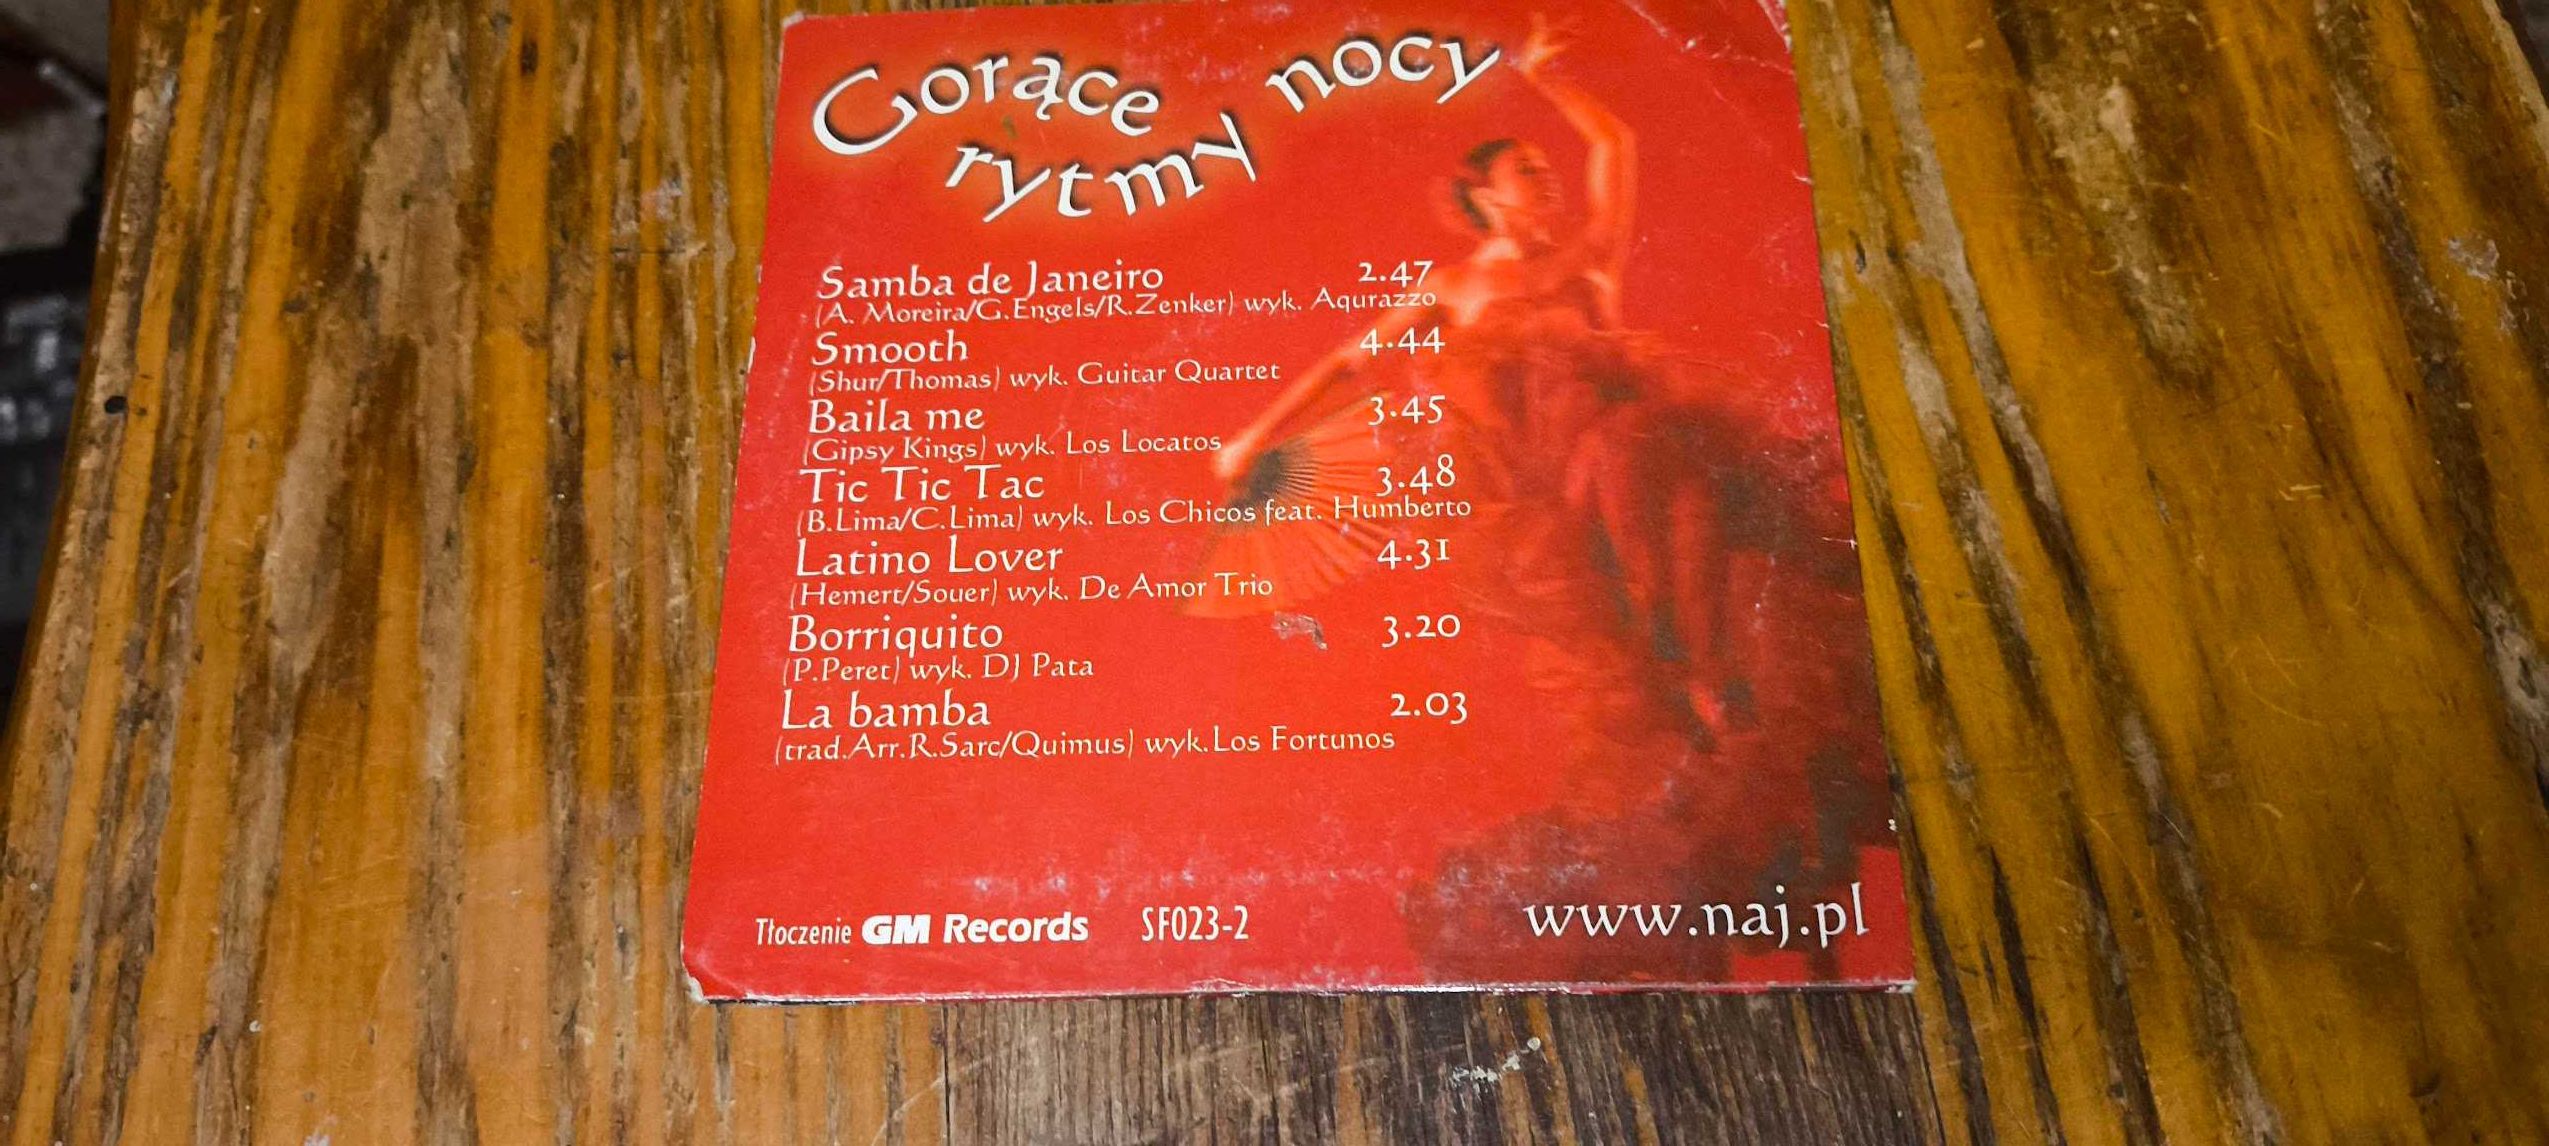 Gorące
rytmy
nocy
Samba de Janeiro 2.47
(A. Moreira/G.Engels/R.Zenker) wyk. Aqurazzo
Smooth 4.44
(Shur/Thomas) wyk. Guitar Quartet
Baila me 3.45
(Gipsy Kings) wyk. Los Locatos
Tic Tic Tac 3.48
(B.Lima/C.Lima) wyk. Los Chicos feat. Humberto
Latino Lover 4.31
(Hemert/Souer) wyk. De Amor Trio
Borriquito 3.20
(P.Peret) wyk. DJ Pata
La bamba 2.03
(trad.Arr.R.Sarc/Quimus) wyk.Los Fortunos
Tłoczenie GM Records SF023-2
www.naj.pl